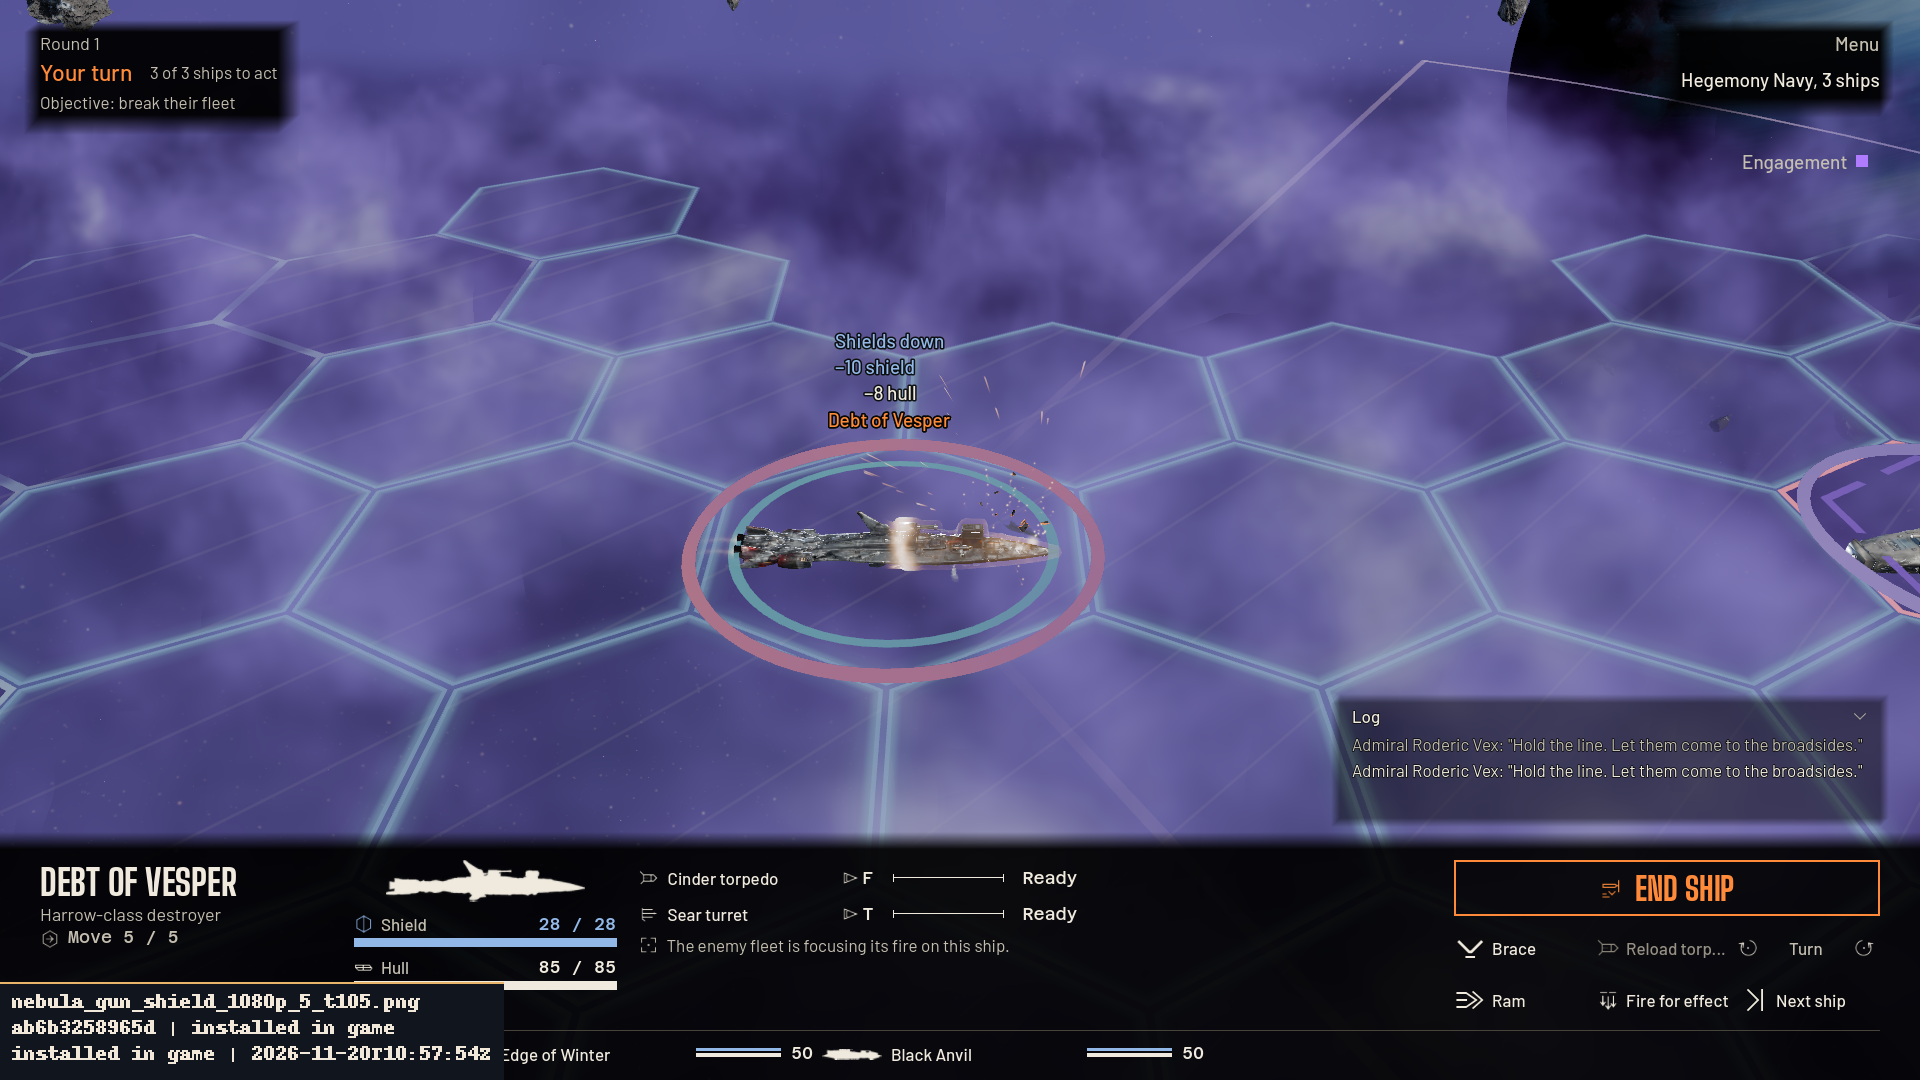 Round 1
Your turn 3 of 3 ships to act
Objective: break their fleet
Menu
Hegemony Navy, 3 ships
Engagement
Shields down
−10 shield
−8 hull
Debt of Vesper
Log
Admiral Roderic Vex: "Hold the line. Let them come to the broadsides."
Admiral Roderic Vex: "Hold the line. Let them come to the broadsides."
DEBT OF VESPER
Harrow-class destroyer
Move 5 / 5
Shield 28 / 28
Hull 85 / 85
Cinder torpedo F Ready
Sear turret T Ready
The enemy fleet is focusing its fire on this ship.
END SHIP
Brace Reload torp... Turn
Ram Fire for effect Next ship
nebula_gun_shield_1080p_5_t105.png
ab6b3258965d | installed in game
installed in game | 2026-11-20T10:57:54Z
Edge of Winter 50 Black Anvil 50